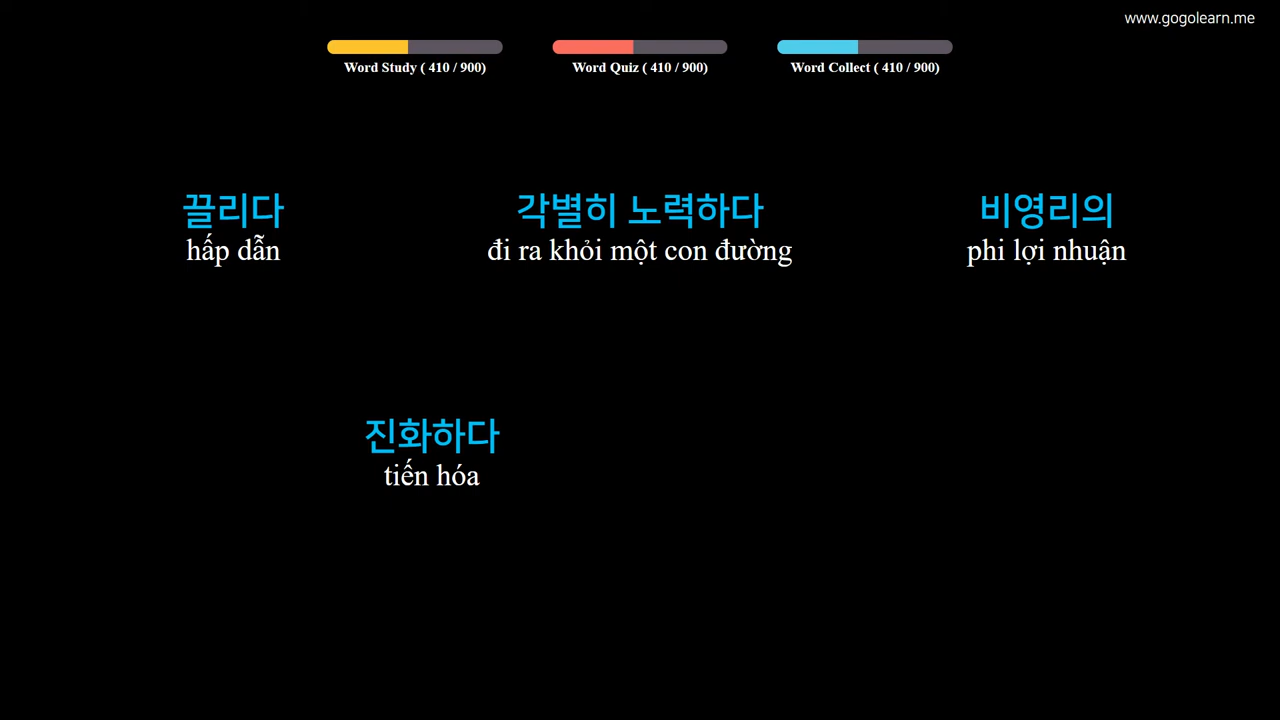 www.gogolearn.me
Word Study ( 410 / 900)
Word Quiz ( 410 / 900)
Word Collect ( 410 / 900)
끌리다
hấp dẫn
각별히 노력하다
đi ra khỏi một con đường
비영리의
phi lợi nhuận
진화하다
tiến hóa